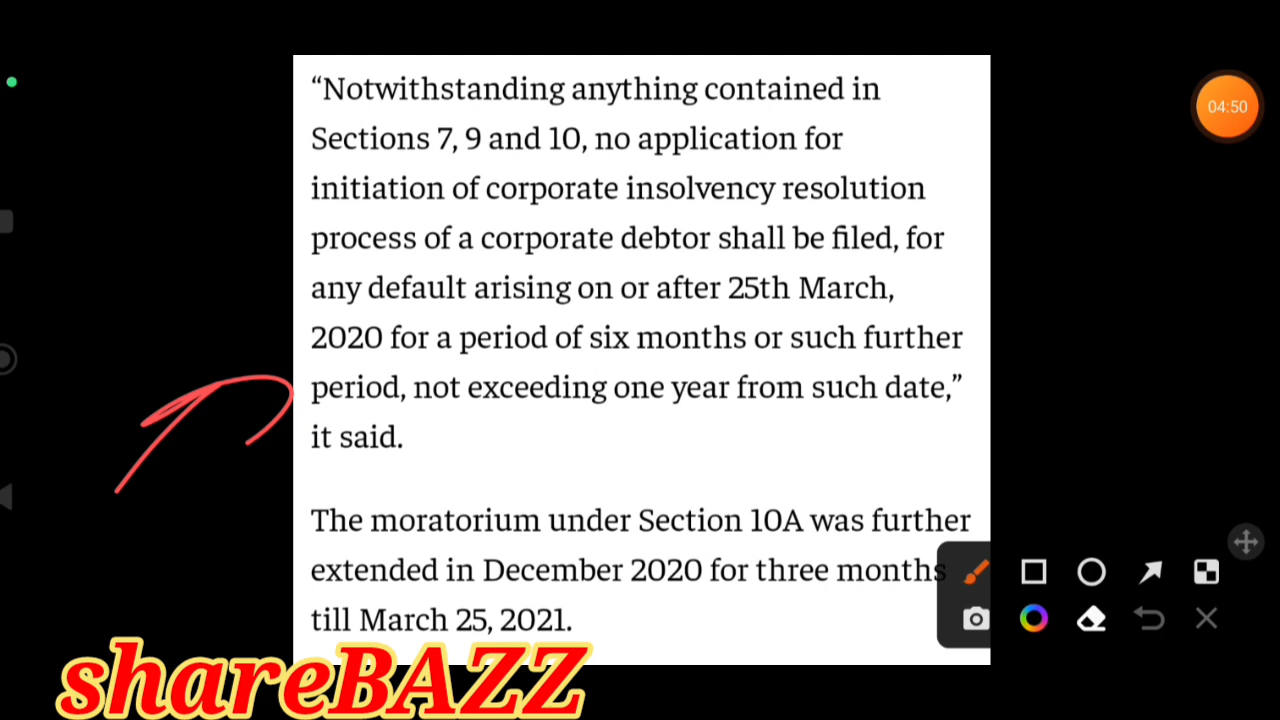 “Notwithstanding anything contained in
Sections 7, 9 and 10, no application for
initiation of corporate insolvency resolution
process of a corporate debtor shall be filed, for
any default arising on or after 25th March,
2020 for a period of six months or such further
period, not exceeding one year from such date,”
it said.
The moratorium under Section 10A was further
extended in December 2020 for three months
till March 25, 2021.
shareBAZZ
04:50